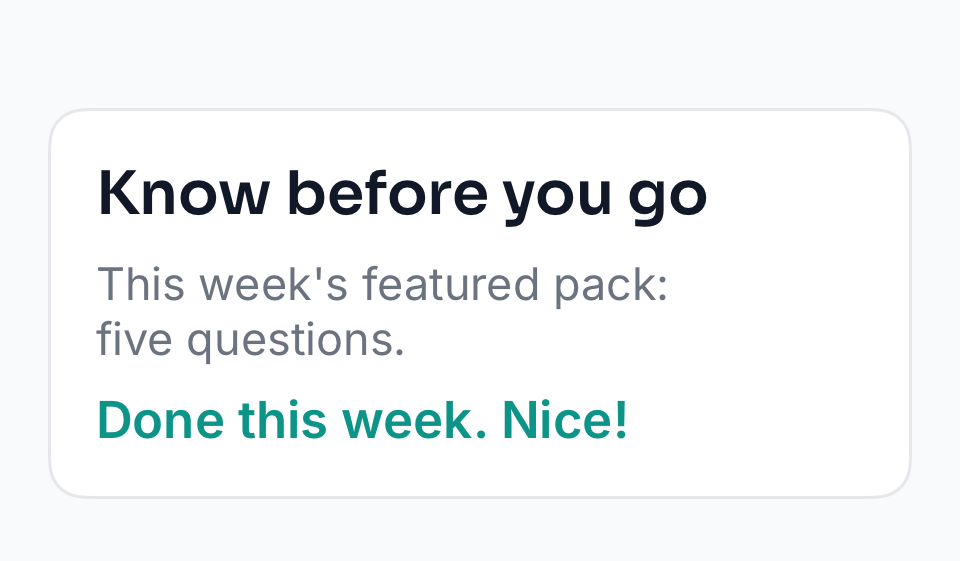 Know before you go
This week's featured pack:
five questions.
Done this week. Nice!